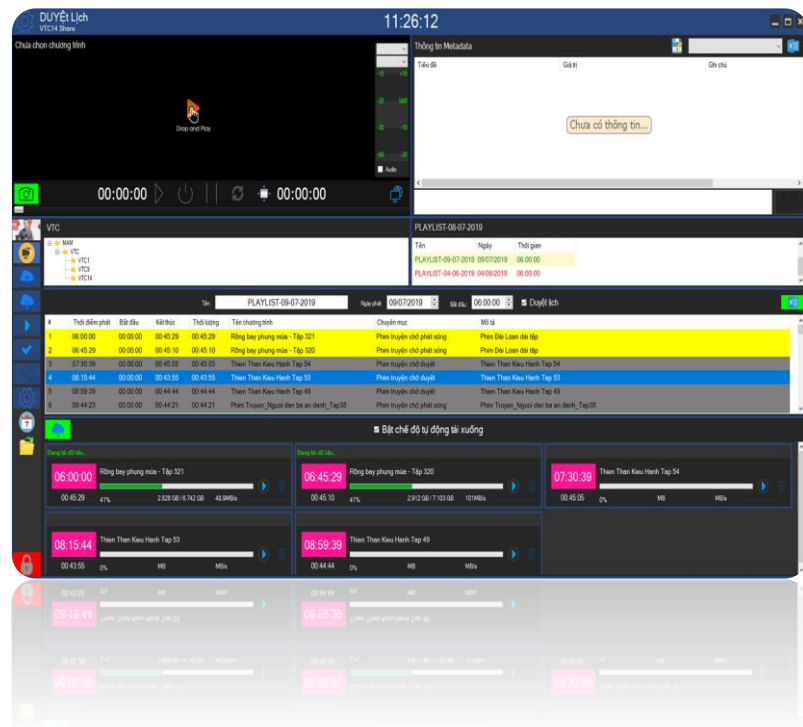 DUYỆt Lịch
VTC14 Share
11:26:12
Chưa chọn chương trình
Drop and Play
Audio
00:00:00 00:00:00
Thông tin Metadata
Tiêu đề Giá trị Ghi chú
Chưa có thông tin...
VTC
MAM
VTC
VTC1
VTC9
VTC14
PLAYLIST-08-07-2019
Tên Ngày Thời gian
PLAYLIST-09-07-2019 09/07/2019 06:00:00
PLAYLIST-04-06-2019 04/06/2019 06:00:00
Tên PLAYLIST-09-07-2019 Ngày phát 09/07/2019 Bắt đầu 06:00:00 Duyệt lịch
# Thời điểm phát Bắt đầu Kết thúc Thời lượng Tên chương trình Chuyên mục Mô tả
1 06:00:00 00:00:00 00:45:29 00:45:29 Rồng bay phụng múa - Tập 321 Phim truyện chờ phát sóng Phim Đài Loan dài tập
2 06:45:29 00:00:00 00:45:10 00:45:10 Rồng bay phụng múa - Tập 320 Phim truyện chờ phát sóng Phim Đài Loan dài tập
3 07:30:39 00:00:00 00:45:05 00:45:05 Thien Than Kieu Hanh Tap 54 Phim truyện chờ duyệt Thien Than Kieu Hanh Tap 54
4 08:15:44 00:00:00 00:43:55 00:43:55 Thien Than Kieu Hanh Tap 53 Phim truyện chờ duyệt Thien Than Kieu Hanh Tap 53
5 08:59:39 00:00:00 00:44:44 00:44:44 Thien Than Kieu Hanh Tap 49 Phim truyện chờ duyệt Thien Than Kieu Hanh Tap 49
6 09:44:23 00:00:00 00:44:21 00:44:21 Phim Truyen_Nguoi dan ba an danh_Tap38 Phim truyện chờ phát sóng Phim Truyen_Nguoi dan ba an danh_Tap38
Bật chế độ tự động tải xuống
Đang tải dữ liệu... Đang tải dữ liệu...
06:00:00 Rồng bay phụng múa - Tập 321
00:45:29 41% 2.828 GB / 6.742 GB 48.9MB/s
06:45:29 Rồng bay phụng múa - Tập 320
00:45:10 41% 2.912 GB / 7.103 GB 101MB/s
07:30:39 Thien Than Kieu Hanh Tap 54
00:45:05 0% MB MB/s
08:15:44 Thien Than Kieu Hanh Tap 53
00:43:55 0% MB MB/s
08:59:39 Thien Than Kieu Hanh Tap 49
00:44:44 0% MB MB/s